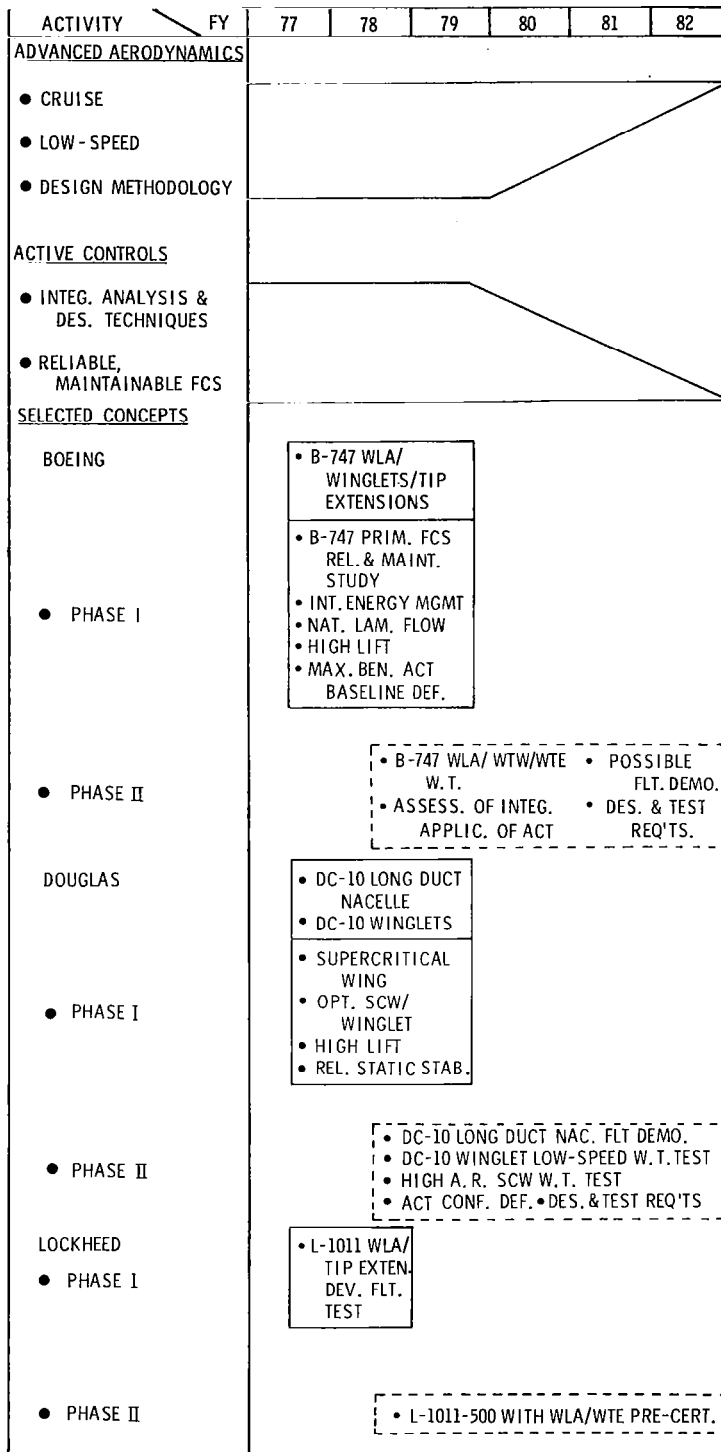 ACTIVITY FY 77 78 79 80 81 82
ADVANCED AERODYNAMICS
• CRUISE
• LOW-SPEED
• DESIGN METHODOLOGY
ACTIVE CONTROLS
• INTEG. ANALYSIS &
DES. TECHNIQUES
• RELIABLE,
MAINTAINABLE FCS
SELECTED CONCEPTS
BOEING
• B-747 WLA/
WINGLETS/TIP
EXTENSIONS
• PHASE I
• B-747 PRIM. FCS
REL. & MAINT.
STUDY
• INT. ENERGY MGMT
• NAT. LAM. FLOW
• HIGH LIFT
• MAX. BEN. ACT
BASELINE DEF.
• PHASE II
• B-747 WLA/ WTW/WTE
W.T.
• ASSESS. OF INTEG.
APPLIC. OF ACT
• POSSIBLE
FLT. DEMO.
• DES. & TEST
REQ'TS.
DOUGLAS
• DC-10 LONG DUCT
NACELLE
• DC-10 WINGLETS
• PHASE I
• SUPERCRITICAL
WING
• OPT. SCW/
WINGLET
• HIGH LIFT
• REL. STATIC STAB.
• PHASE II
• DC-10 LONG DUCT NAC. FLT DEMO.
• DC-10 WINGLET LOW-SPEED W.T. TEST
• HIGH A.R. SCW W.T. TEST
• ACT CONF. DEF. • DES. & TEST REQ'TS
LOCKHEED
• PHASE I
• L-1011 WLA/
TIP EXTEN.
DEV. FLT.
TEST
• PHASE II
• L-1011-500 WITH WLA/WTE PRE-CERT.